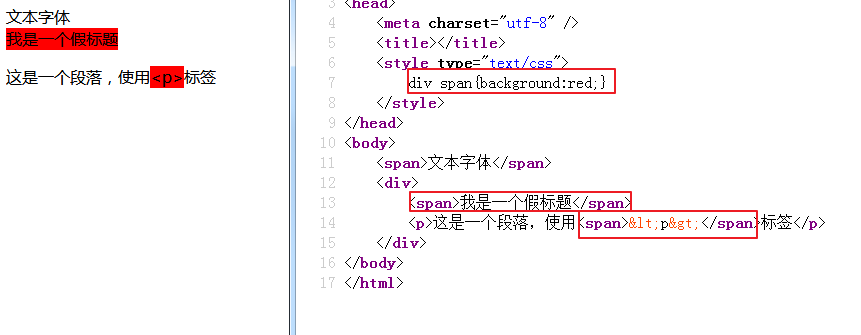 文本字体
我是一个假标题
这是一个段落，使用<p>标签
3 <head>
4 <meta charset="utf-8" />
5 <title></title>
6 <style type="text/css">
7 div span{background:red;}
8 </style>
9 </head>
10 <body>
11 <span>文本字体</span>
12 <div>
13 <span>我是一个假标题</span>
14 <p>这是一个段落，使用<span>&lt;p&gt;</span>标签</p>
15 </div>
16 </body>
17 </html>